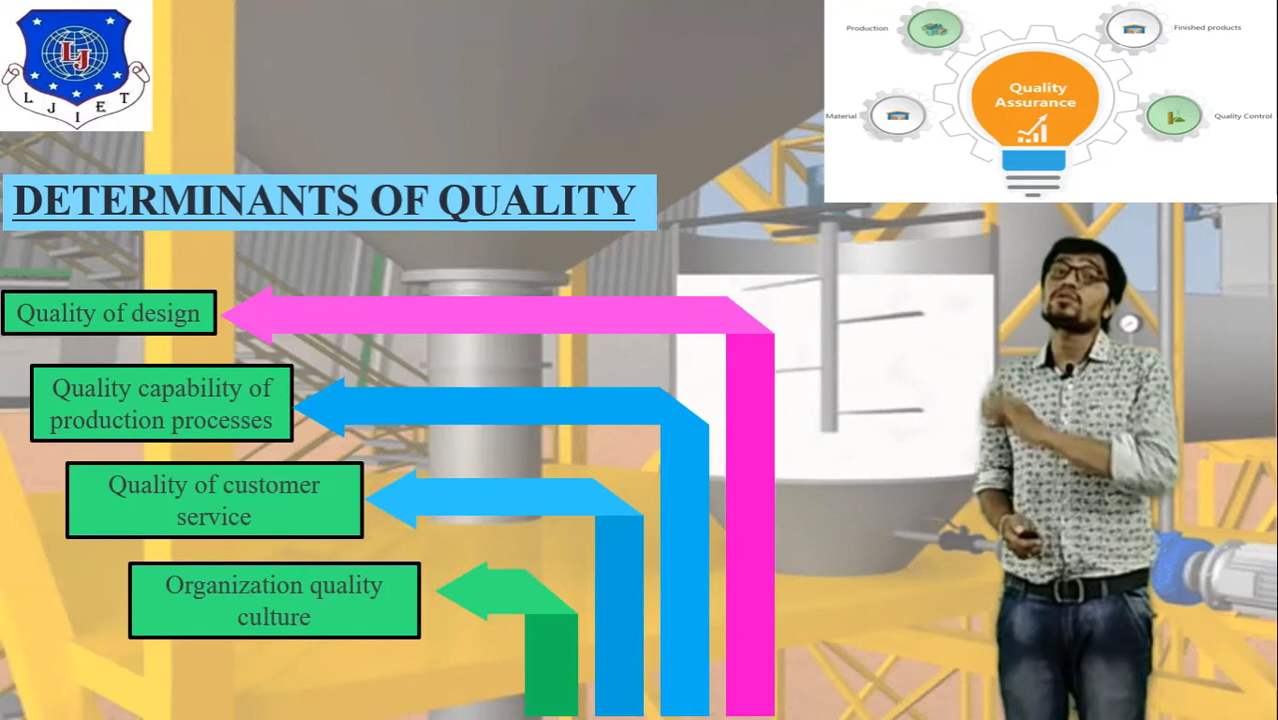 LJ
L J I E T
Production
Finished products
Quality
Assurance
Material
Quality Control
DETERMINANTS OF QUALITY
Quality of design
Quality capability of
production processes
Quality of customer
service
Organization quality
culture